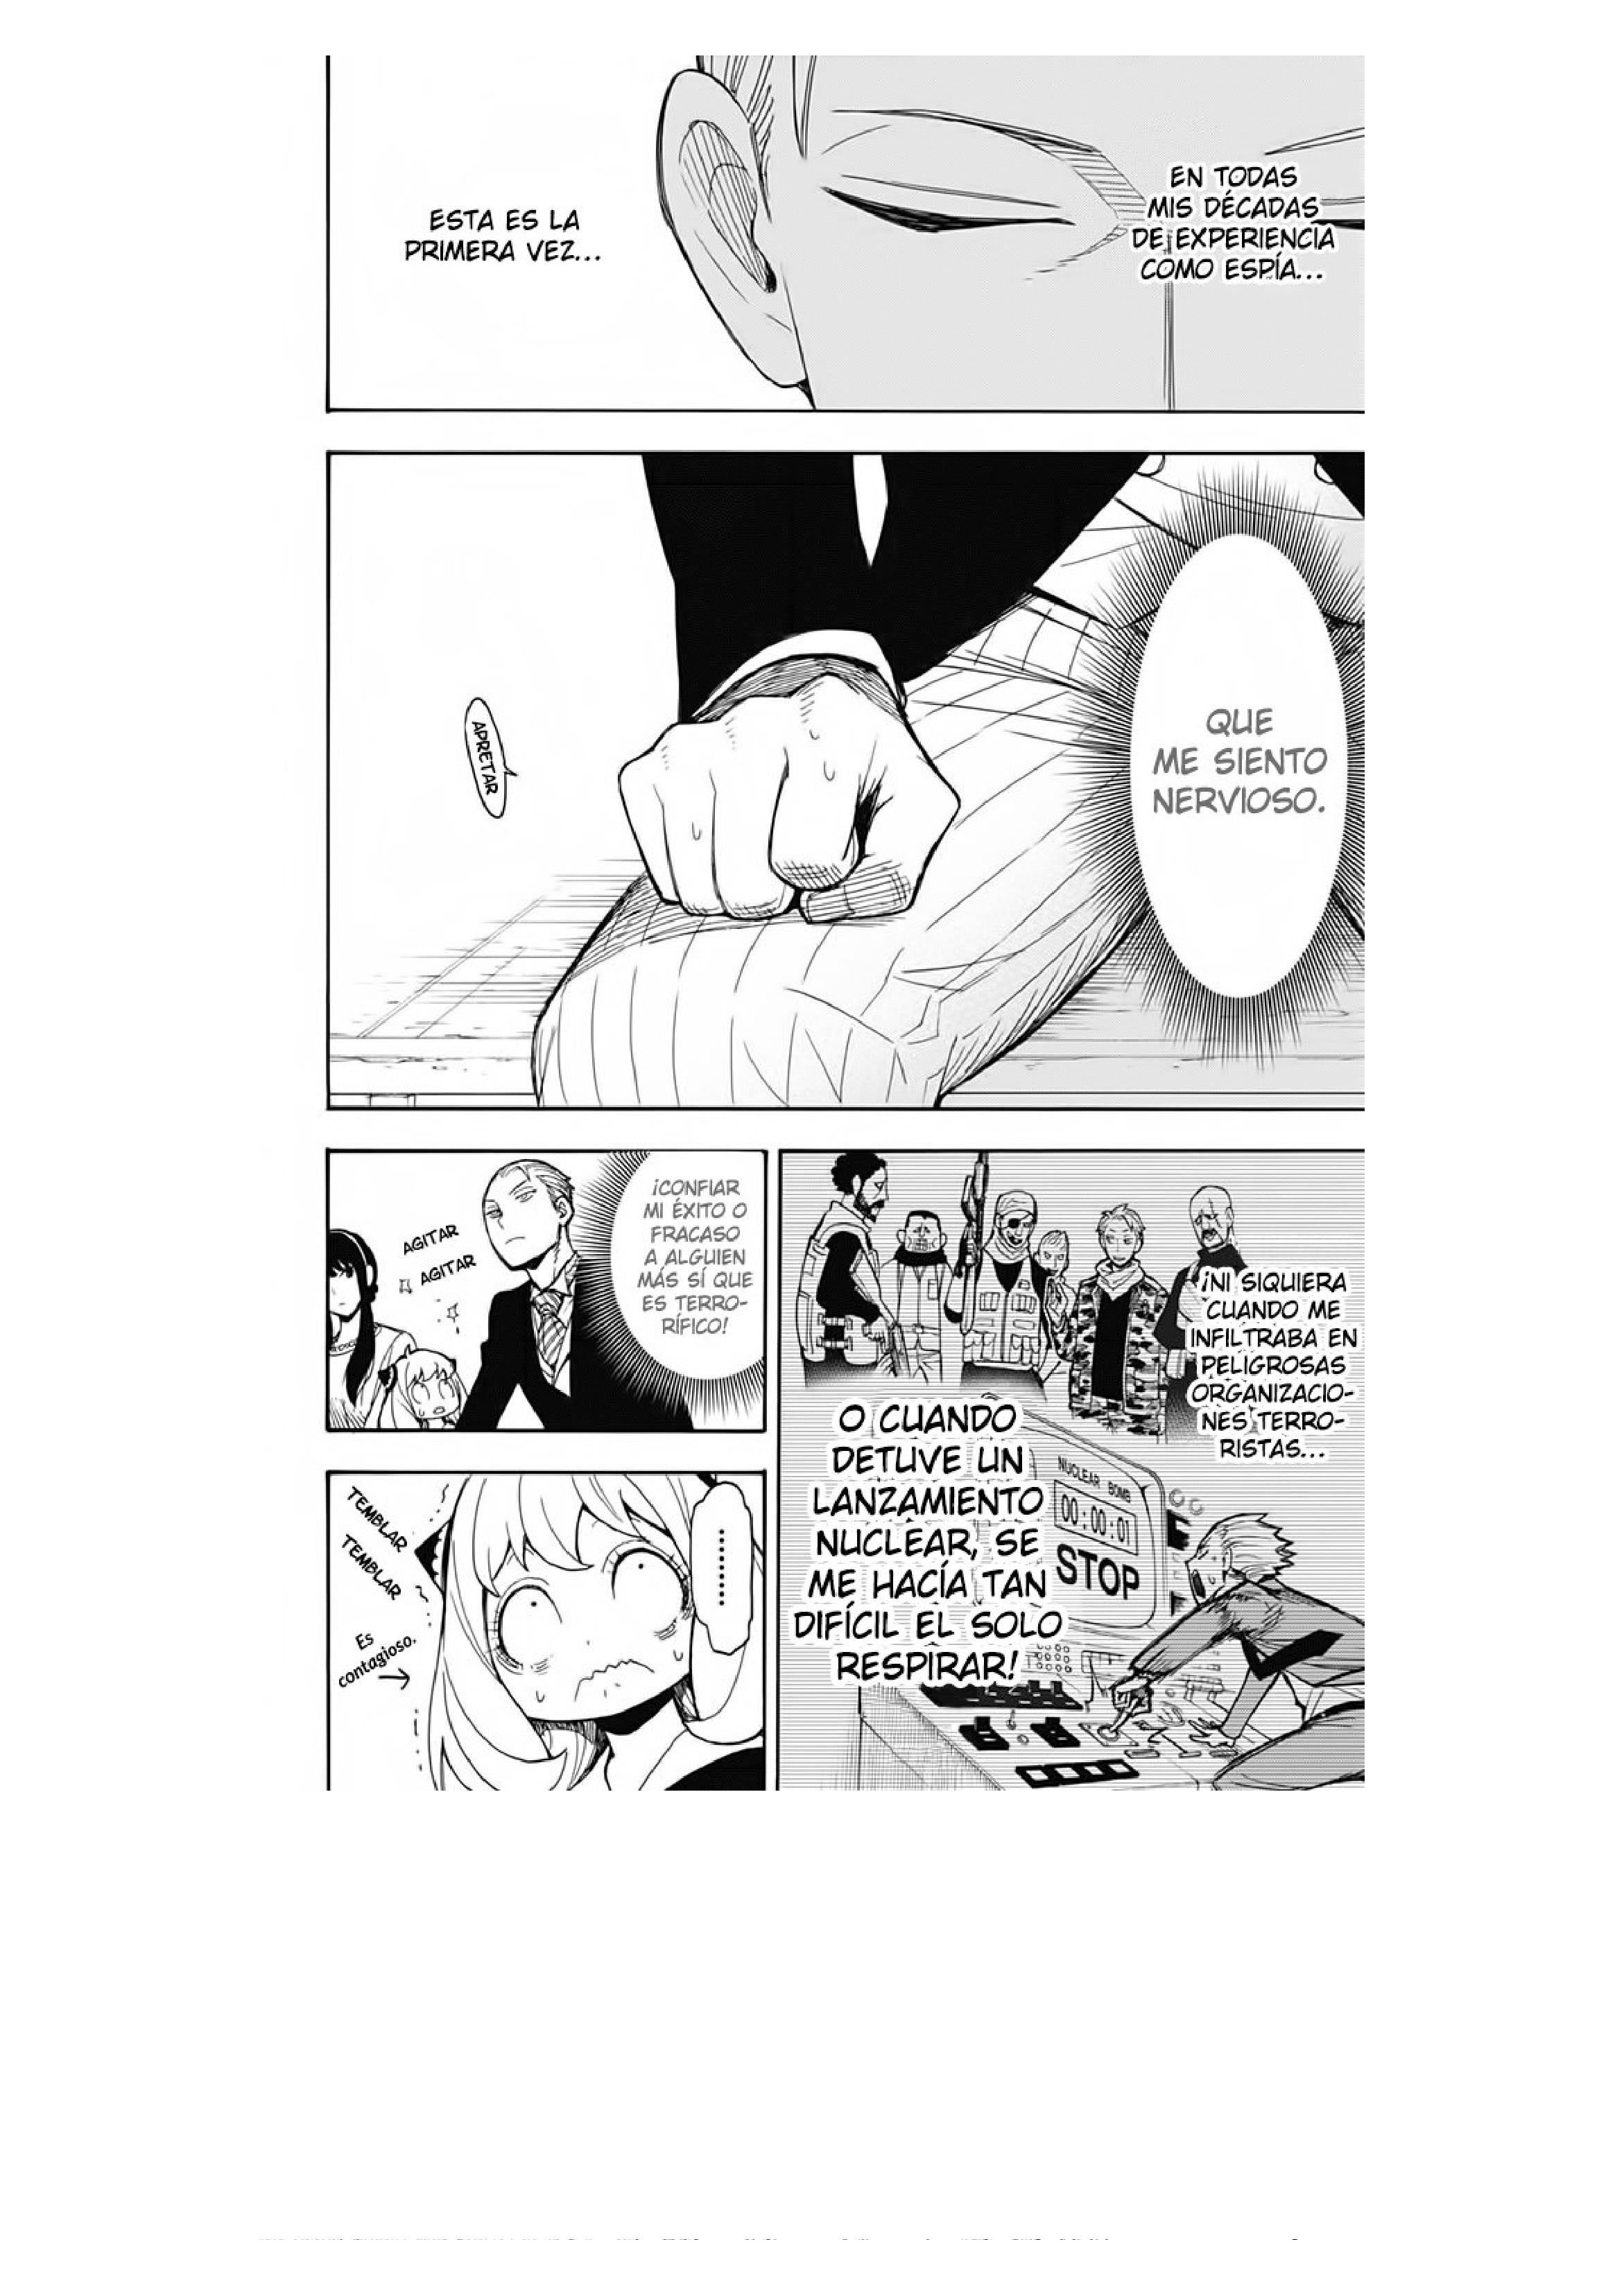 EN TODAS
MIS DÉCADAS
DE EXPERIENCIA
COMO ESPÍA...
ESTA ES LA
PRIMERA VEZ...
QUE
ME SIENTO
NERVIOSO.
APRETAR
¡NI SIQUIERA
CUANDO ME
INFILTRABA EN
PELIGROSAS
ORGANIZACIO-
NES TERRO-
RISTAS...
O CUANDO
DETUVE UN
LANZAMIENTO
NUCLEAR, SE
ME HACÍA TAN
DIFÍCIL EL SOLO
RESPIRAR!
NUCLEAR BOMB
00:00:01
STOP
¡CONFIAR
MI ÉXITO O
FRACASO
A ALGUIEN
MÁS SÍ QUE
ES TERRO-
RÍFICO!
AGITAR
AGITAR
.........
TEMBLAR
TEMBLAR
Es
contagioso.